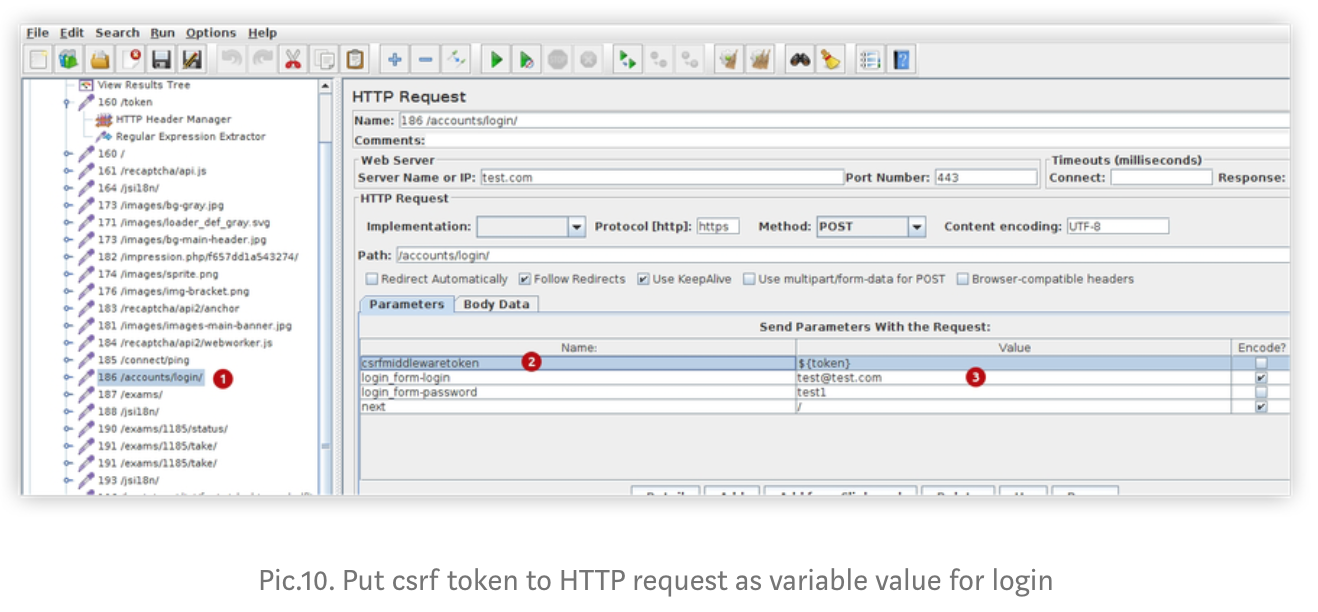 File Edit Search Run Options Help
View Results Tree
160 /token
HTTP Header Manager
Regular Expression Extractor
160 /
161 /recaptcha/api.js
164 /jsi18n/
173 /images/bg-gray.jpg
171 /images/loader_def_gray.svg
173 /images/bg-main-header.jpg
182 /impression.php/f657dd1a543274/
174 /images/sprite.png
176 /images/img-bracket.png
183 /recaptcha/api2/anchor
181 /images/images-main-banner.jpg
184 /recaptcha/api2/webworker.js
185 /connect/ping
186 /accounts/login/ 1
187 /exams/
188 /jsi18n/
190 /exams/1185/status/
191 /exams/1185/take/
191 /exams/1185/take/
193 /jsi18n/
HTTP Request
Name: 186 /accounts/login/
Comments:
Web Server
Timeouts (milliseconds)
Server Name or IP: test.com Port Number: 443 Connect: Response:
HTTP Request
Implementation: Protocol [http]: https Method: POST Content encoding: UTF-8
Path: /accounts/login/
Redirect Automatically Follow Redirects Use KeepAlive Use multipart/form-data for POST Browser-compatible headers
Parameters Body Data
Send Parameters With the Request:
Name: Value Encode?
csrfmiddlewaretoken 2 ${token}
login_form-login test@test.com 3
login_form-password test1
next /
Pic.10. Put csrf token to HTTP request as variable value for login